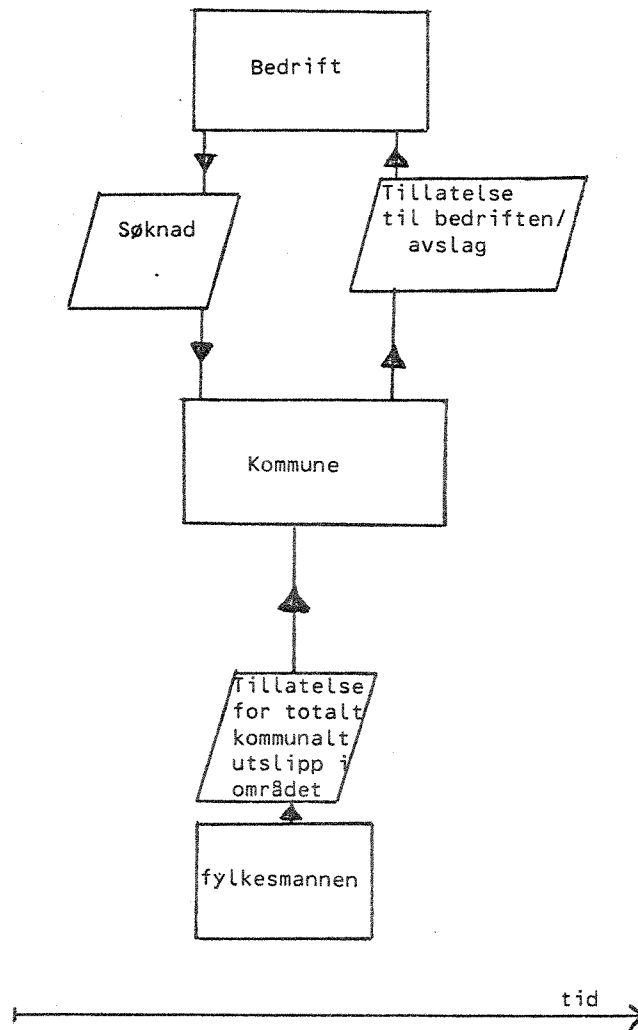 Bedrift
Søknad
Tillatelse
til bedriften/
avslag
Kommune
Tillatelse
for totalt
kommunalt
utslipp i
området
fylkesmannen
tid